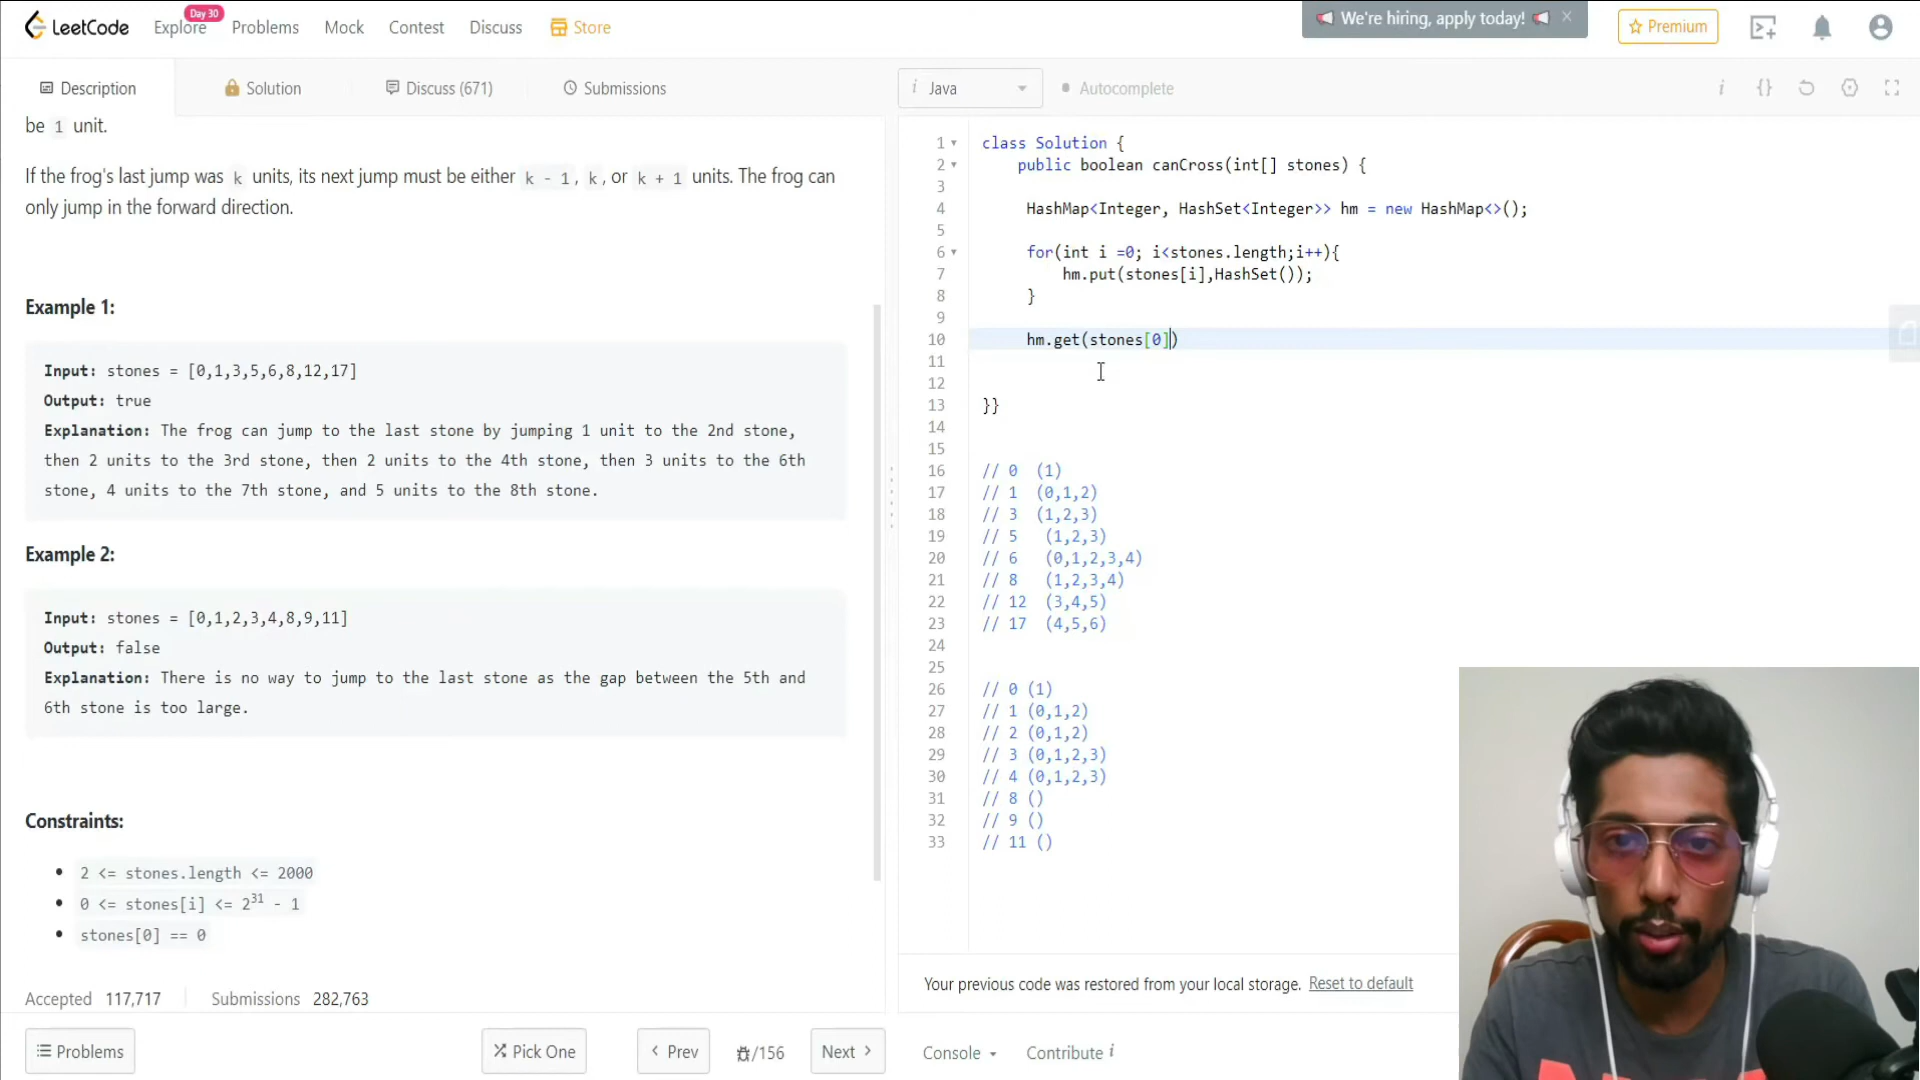 LeetCode
Explore
Day 30
Problems
Mock
Contest
Discuss
Store
We're hiring, apply today!
Premium
Description
Solution
Discuss (671)
Submissions
i Java
Autocomplete
be 1 unit.
If the frog's last jump was k units, its next jump must be either k - 1, k, or k + 1 units. The frog can
only jump in the forward direction.
Example 1:
Input: stones = [0,1,3,5,6,8,12,17]
Output: true
Explanation: The frog can jump to the last stone by jumping 1 unit to the 2nd stone,
then 2 units to the 3rd stone, then 2 units to the 4th stone, then 3 units to the 6th
stone, 4 units to the 7th stone, and 5 units to the 8th stone.
Example 2:
Input: stones = [0,1,2,3,4,8,9,11]
Output: false
Explanation: There is no way to jump to the last stone as the gap between the 5th and
6th stone is too large.
Constraints:
2 <= stones.length <= 2000
0 <= stones[i] <= 2^31 - 1
stones[0] == 0
Accepted 117,717 Submissions 282,763
Problems
Pick One
Prev
/156
Next
1 class Solution {
2 public boolean canCross(int[] stones) {
3
4 HashMap<Integer, HashSet<Integer>> hm = new HashMap<>();
5
6 for(int i =0; i<stones.length;i++){
7 hm.put(stones[i],HashSet());
8 }
9
10 hm.get(stones[0])
11
12
13 }}
14
15
16 // 0 (1)
17 // 1 (0,1,2)
18 // 3 (1,2,3)
19 // 5 (1,2,3)
20 // 6 (0,1,2,3,4)
21 // 8 (1,2,3,4)
22 // 12 (3,4,5)
23 // 17 (4,5,6)
24
25
26 // 0 (1)
27 // 1 (0,1,2)
28 // 2 (0,1,2)
29 // 3 (0,1,2,3)
30 // 4 (0,1,2,3)
31 // 8 ()
32 // 9 ()
33 // 11 ()
Your previous code was restored from your local storage. Reset to default
Console
Contribute i